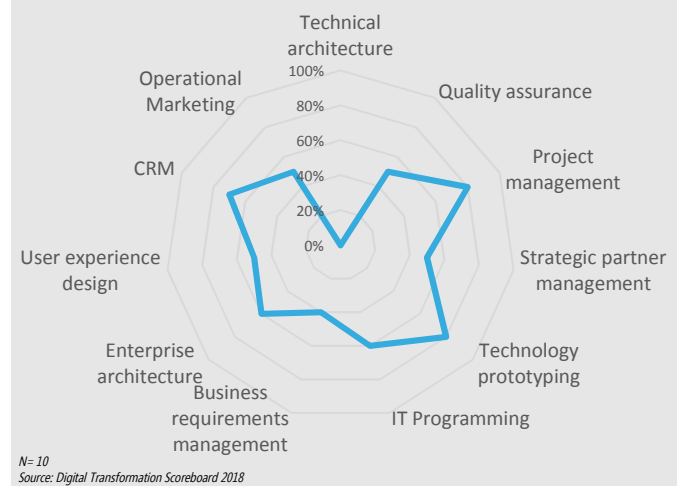 Technical
architecture
100%
80%
60%
40%
20%
0%
Quality assurance
Project
management
Strategic partner
management
Technology
prototyping
IT Programming
Business
requirements
management
Enterprise
architecture
User experience
design
CRM
Operational
Marketing
N= 10
Source: Digital Transformation Scoreboard 2018